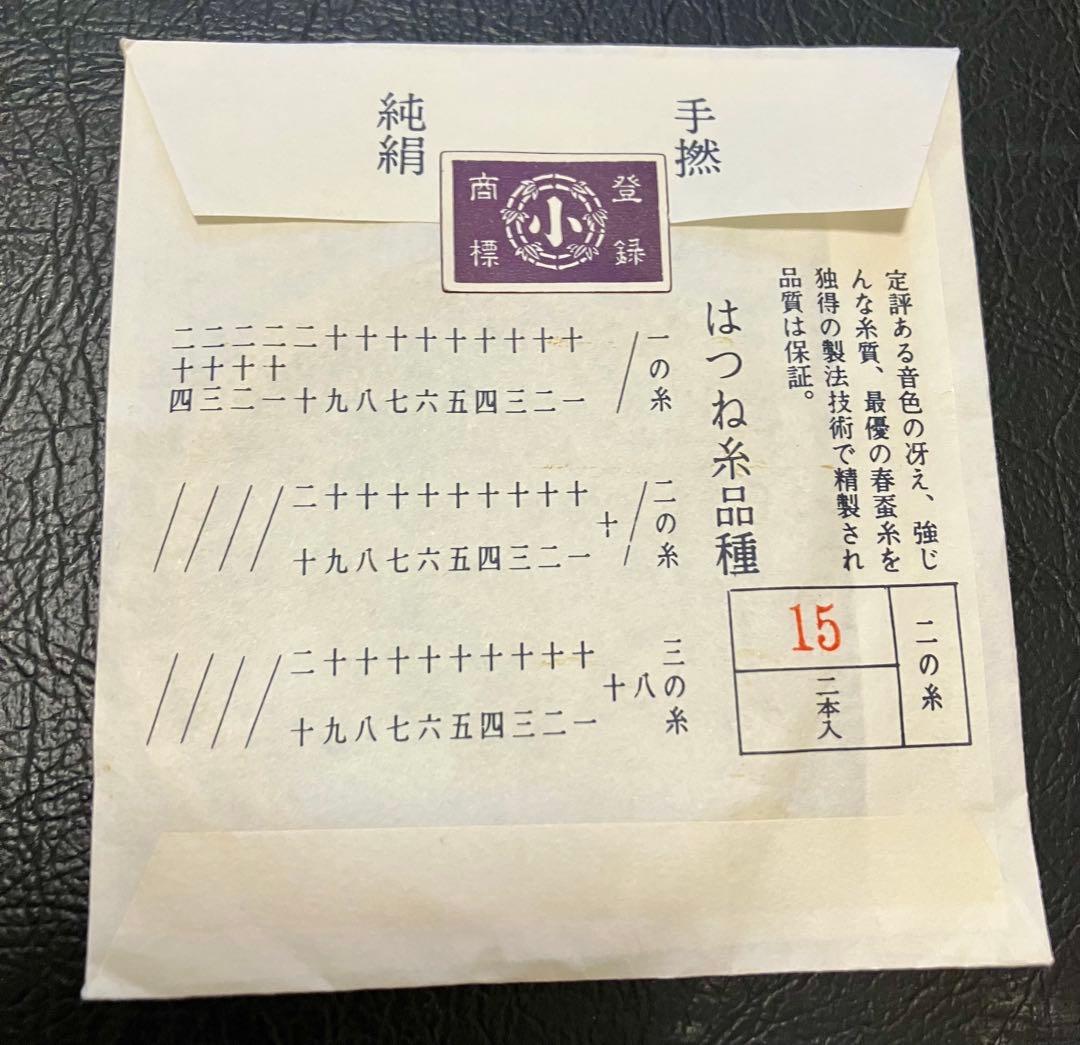 手撚
純絹
登録
小
商標
定評ある音色の冴え、強じ
んな糸質、最優の春蚕糸を
独得の製法技術で精製され
品質は保証。
はつね糸品種
一の糸 / 十一 十二 十三 十四 十五 十六 十七 十八 十九 二十 二十一 二十二 二十三 二十四
二の糸 / 十 十一 十二 十三 十四 十五 十六 十七 十八 十九 二十 / / / /
三の糸 八 十 十一 十二 十三 十四 十五 十六 十七 十八 十九 二十 / / / /
二の糸
15
二本入